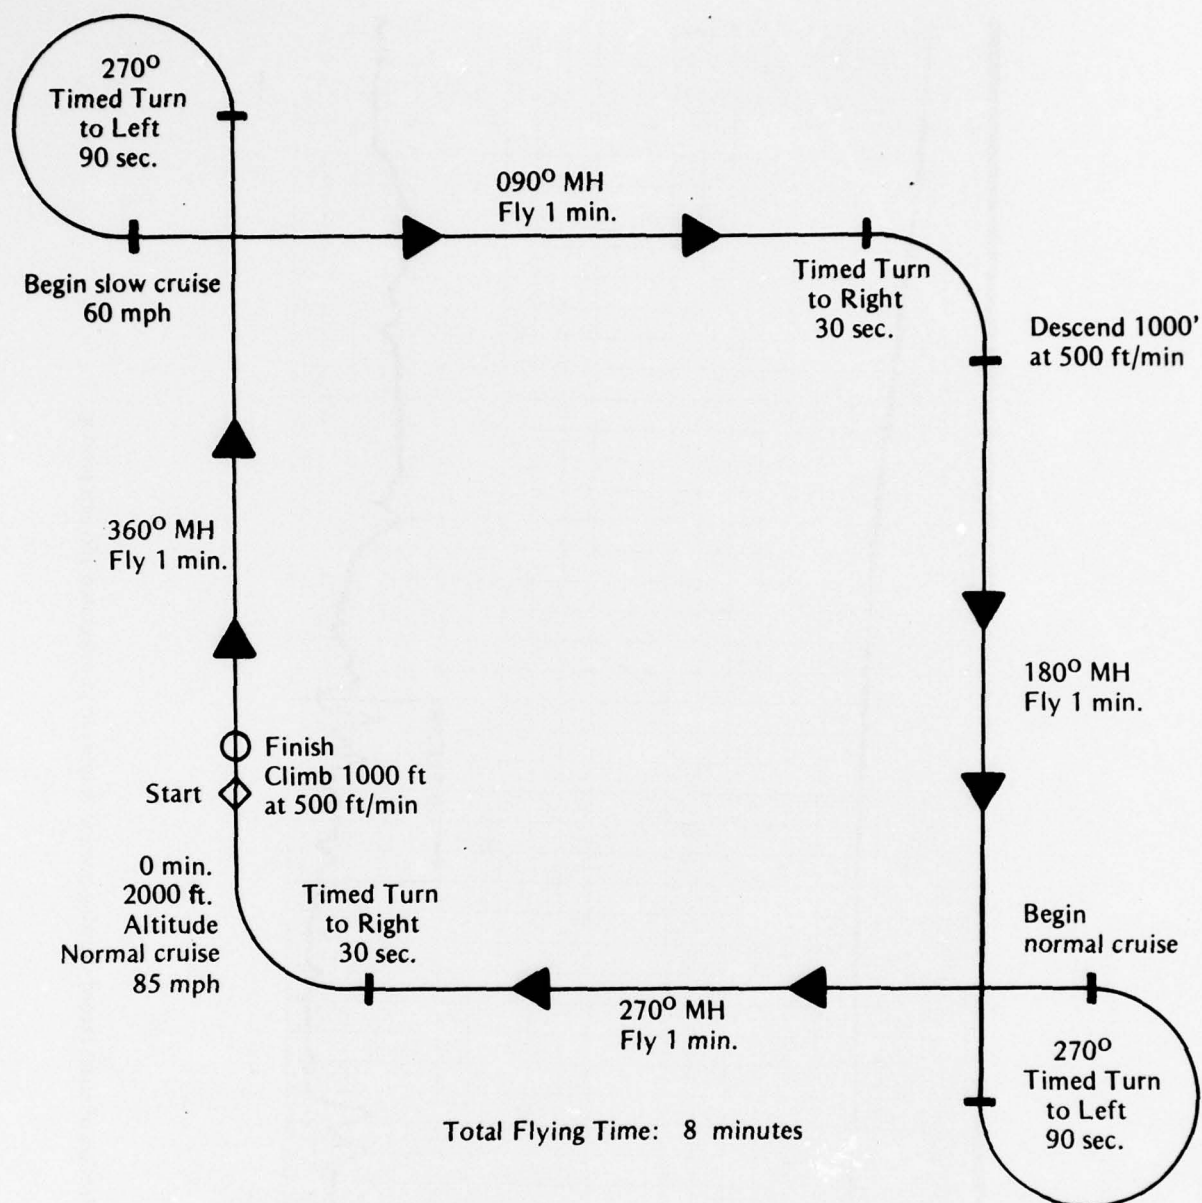 270°
Timed Turn
to Left
90 sec.
090° MH
Fly 1 min.
Begin slow cruise
60 mph
Timed Turn
to Right
30 sec.
Descend 1000'
at 500 ft/min
360° MH
Fly 1 min.
180° MH
Fly 1 min.
Finish
Climb 1000 ft
at 500 ft/min
Start
0 min.
2000 ft.
Altitude
Normal cruise
85 mph
Timed Turn
to Right
30 sec.
Begin
normal cruise
270° MH
Fly 1 min.
270°
Timed Turn
to Left
90 sec.
Total Flying Time: 8 minutes